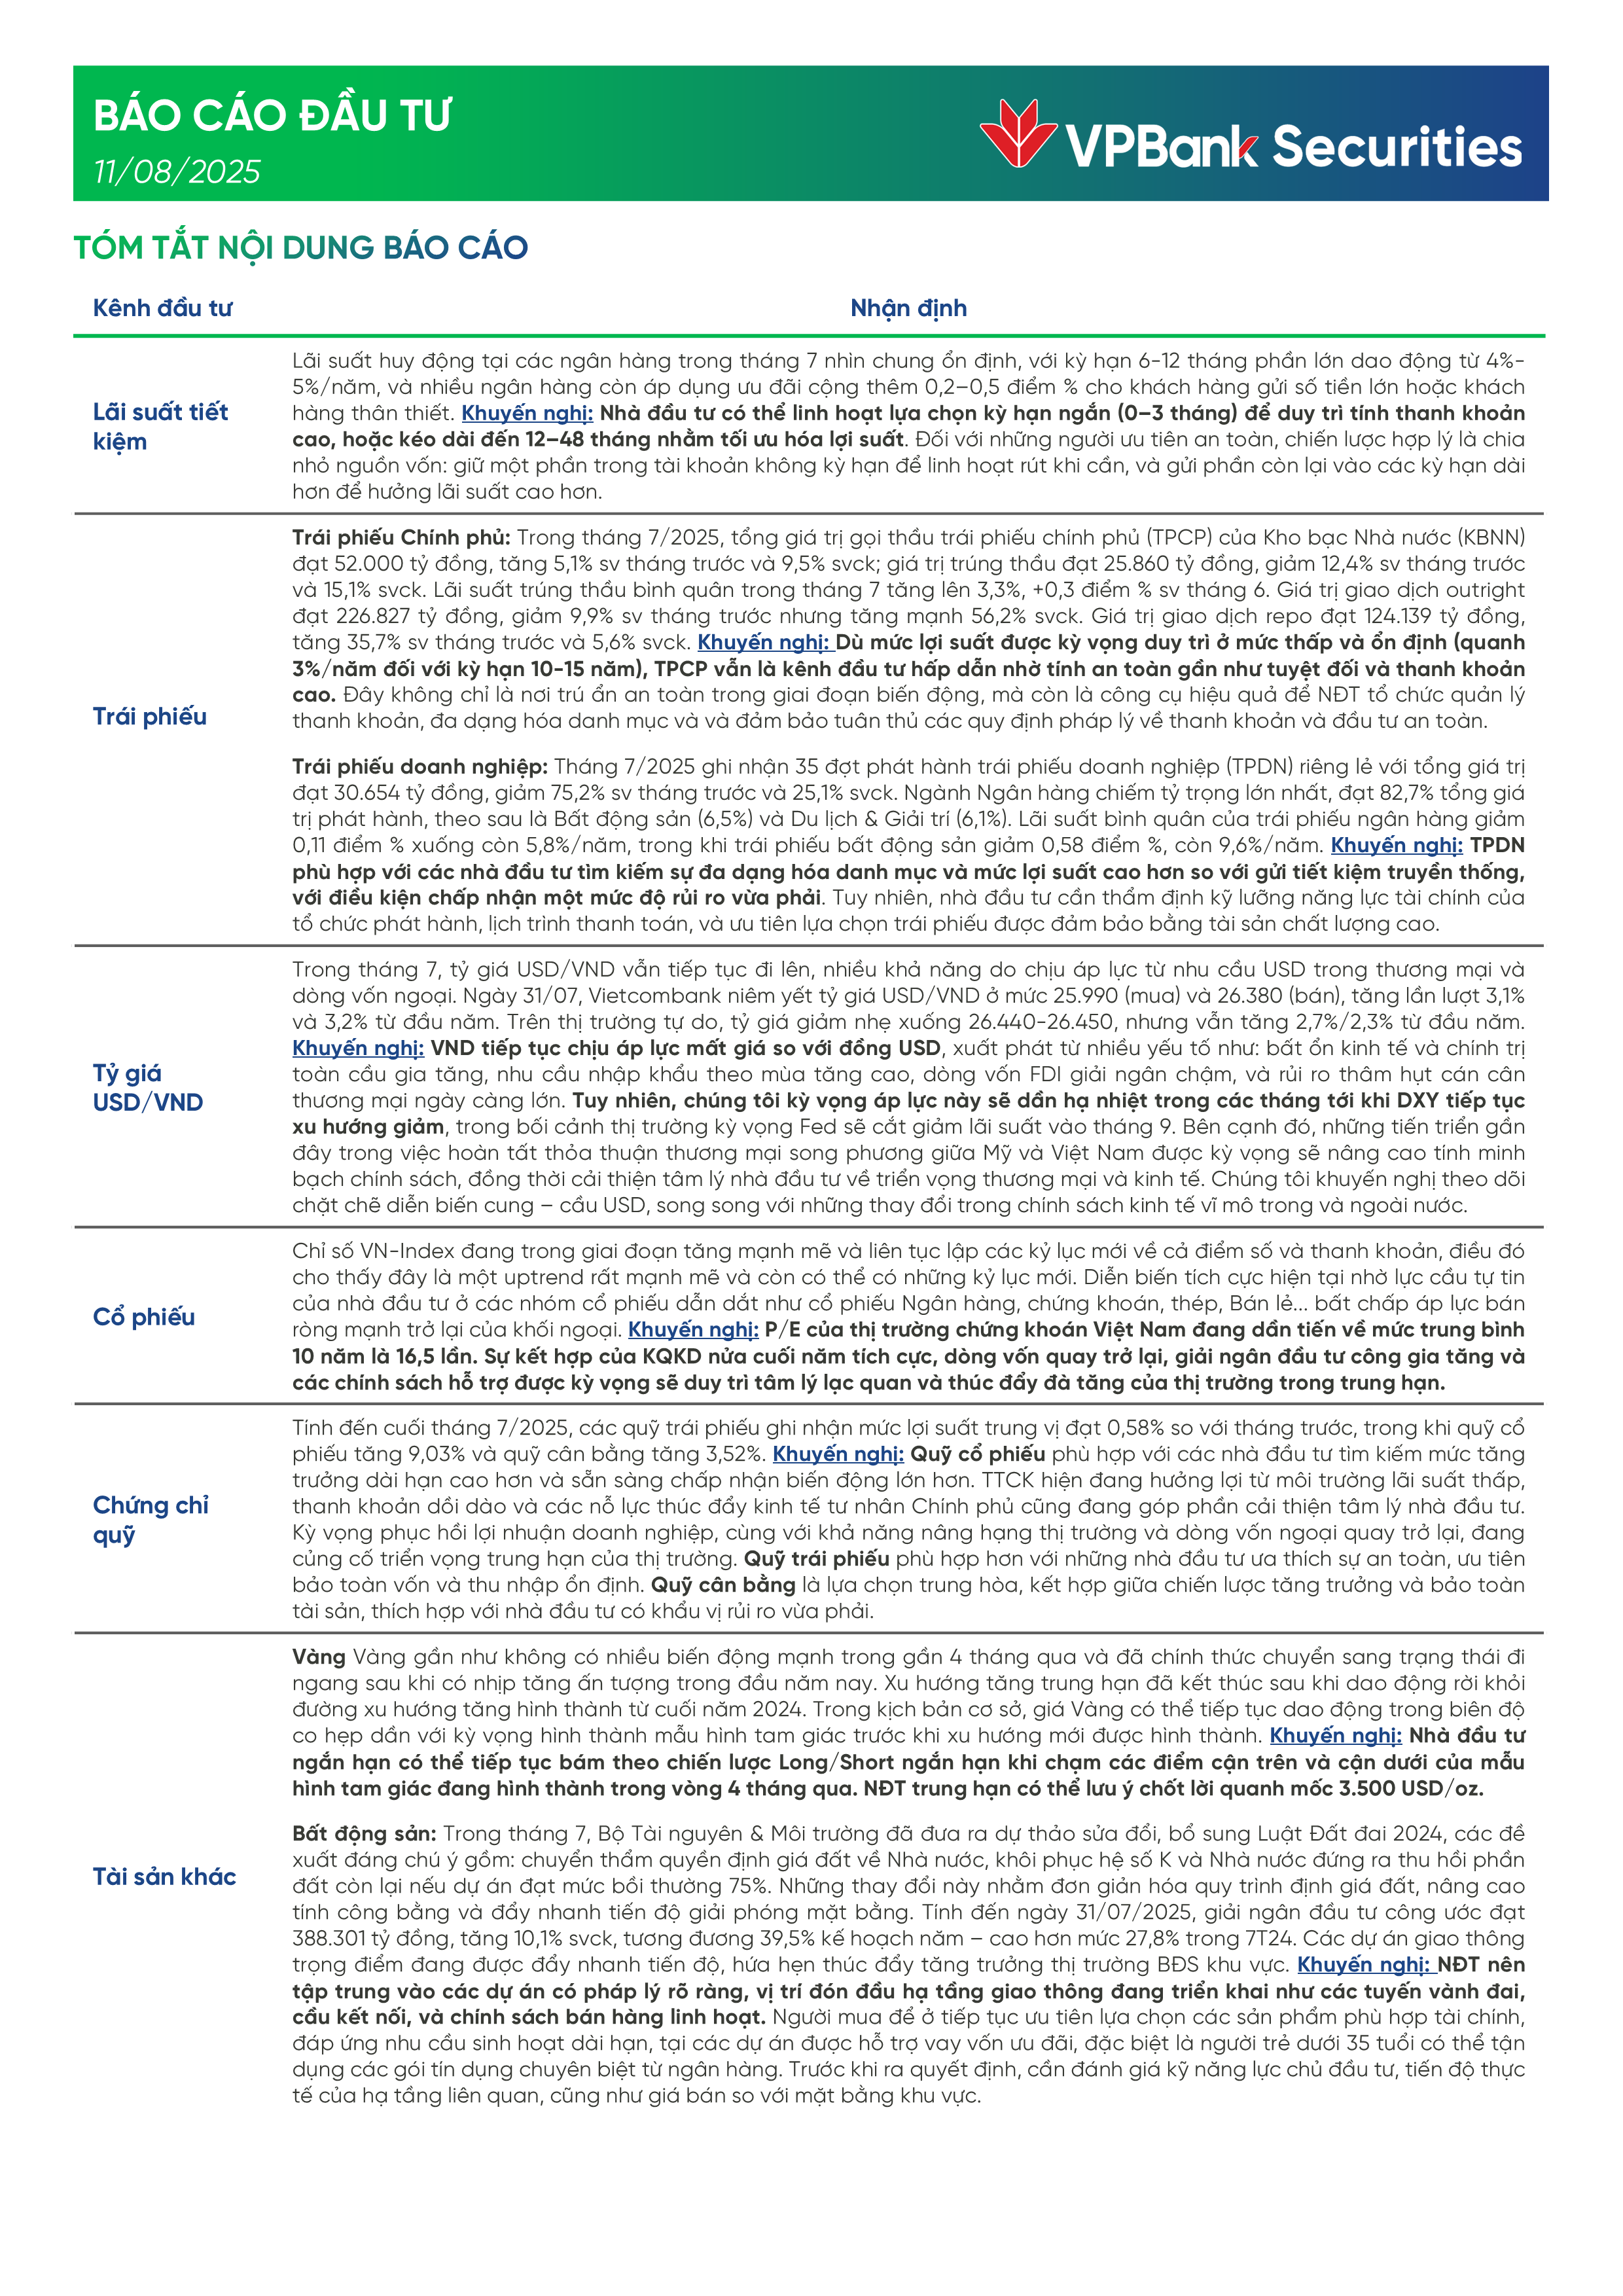 BÁO CÁO ĐẦU TƯ
11/08/2025
VPBank Securities
TÓM TẮT NỘI DUNG BÁO CÁO
Kênh đầu tư
Nhận định
Lãi suất tiết
kiệm
Lãi suất huy động tại các ngân hàng trong tháng 7 nhìn chung ổn định, với kỳ hạn 6-12 tháng phần lớn dao động từ 4%-
5%/năm, và nhiều ngân hàng còn áp dụng ưu đãi cộng thêm 0,2–0,5 điểm % cho khách hàng gửi số tiền lớn hoặc khách
hàng thân thiết. Khuyến nghị: Nhà đầu tư có thể linh hoạt lựa chọn kỳ hạn ngắn (0–3 tháng) để duy trì tính thanh khoản
cao, hoặc kéo dài đến 12–48 tháng nhằm tối ưu hóa lợi suất. Đối với những người ưu tiên an toàn, chiến lược hợp lý là chia
nhỏ nguồn vốn: giữ một phần trong tài khoản không kỳ hạn để linh hoạt rút khi cần, và gửi phần còn lại vào các kỳ hạn dài
hơn để hưởng lãi suất cao hơn.
Trái phiếu
Trái phiếu Chính phủ: Trong tháng 7/2025, tổng giá trị gọi thầu trái phiếu chính phủ (TPCP) của Kho bạc Nhà nước (KBNN)
đạt 52.000 tỷ đồng, tăng 5,1% sv tháng trước và 9,5% svck; giá trị trúng thầu đạt 25.860 tỷ đồng, giảm 12,4% sv tháng trước
và 15,1% svck. Lãi suất trúng thầu bình quân trong tháng 7 tăng lên 3,3%, +0,3 điểm % sv tháng 6. Giá trị giao dịch outright
đạt 226.827 tỷ đồng, giảm 9,9% sv tháng trước nhưng tăng mạnh 56,2% svck. Giá trị giao dịch repo đạt 124.139 tỷ đồng,
tăng 35,7% sv tháng trước và 5,6% svck. Khuyến nghị: Dù mức lợi suất được kỳ vọng duy trì ở mức thấp và ổn định (quanh
3%/năm đối với kỳ hạn 10-15 năm), TPCP vẫn là kênh đầu tư hấp dẫn nhờ tính an toàn gần như tuyệt đối và thanh khoản
cao. Đây không chỉ là nơi trú ẩn an toàn trong giai đoạn biến động, mà còn là công cụ hiệu quả để NĐT tổ chức quản lý
thanh khoản, đa dạng hóa danh mục và và đảm bảo tuân thủ các quy định pháp lý về thanh khoản và đầu tư an toàn.
Trái phiếu doanh nghiệp: Tháng 7/2025 ghi nhận 35 đợt phát hành trái phiếu doanh nghiệp (TPDN) riêng lẻ với tổng giá trị
đạt 30.654 tỷ đồng, giảm 75,2% sv tháng trước và 25,1% svck. Ngành Ngân hàng chiếm tỷ trọng lớn nhất, đạt 82,7% tổng giá
trị phát hành, theo sau là Bất động sản (6,5%) và Du lịch & Giải trí (6,1%). Lãi suất bình quân của trái phiếu ngân hàng giảm
0,11 điểm % xuống còn 5,8%/năm, trong khi trái phiếu bất động sản giảm 0,58 điểm %, còn 9,6%/năm. Khuyến nghị: TPDN
phù hợp với các nhà đầu tư tìm kiếm sự đa dạng hóa danh mục và mức lợi suất cao hơn so với gửi tiết kiệm truyền thống,
với điều kiện chấp nhận một mức độ rủi ro vừa phải. Tuy nhiên, nhà đầu tư cần thẩm định kỹ lưỡng năng lực tài chính của
tổ chức phát hành, lịch trình thanh toán, và ưu tiên lựa chọn trái phiếu được đảm bảo bằng tài sản chất lượng cao.
Tỷ giá
USD/VND
Trong tháng 7, tỷ giá USD/VND vẫn tiếp tục đi lên, nhiều khả năng do chịu áp lực từ nhu cầu USD trong thương mại và
dòng vốn ngoại. Ngày 31/07, Vietcombank niêm yết tỷ giá USD/VND ở mức 25.990 (mua) và 26.380 (bán), tăng lần lượt 3,1%
và 3,2% từ đầu năm. Trên thị trường tự do, tỷ giá giảm nhẹ xuống 26.440-26.450, nhưng vẫn tăng 2,7%/2,3% từ đầu năm.
Khuyến nghị: VND tiếp tục chịu áp lực mất giá so với đồng USD, xuất phát từ nhiều yếu tố như: bất ổn kinh tế và chính trị
toàn cầu gia tăng, nhu cầu nhập khẩu theo mùa tăng cao, dòng vốn FDI giải ngân chậm, và rủi ro thâm hụt cán cân
thương mại ngày càng lớn. Tuy nhiên, chúng tôi kỳ vọng áp lực này sẽ dần hạ nhiệt trong các tháng tới khi DXY tiếp tục
xu hướng giảm, trong bối cảnh thị trường kỳ vọng Fed sẽ cắt giảm lãi suất vào tháng 9. Bên cạnh đó, những tiến triển gần
đây trong việc hoàn tất thỏa thuận thương mại song phương giữa Mỹ và Việt Nam được kỳ vọng sẽ nâng cao tính minh
bạch chính sách, đồng thời cải thiện tâm lý nhà đầu tư về triển vọng thương mại và kinh tế. Chúng tôi khuyến nghị theo dõi
chặt chẽ diễn biến cung – cầu USD, song song với những thay đổi trong chính sách kinh tế vĩ mô trong và ngoài nước.
Cổ phiếu
Chỉ số VN-Index đang trong giai đoạn tăng mạnh mẽ và liên tục lập các kỷ lục mới về cả điểm số và thanh khoản, điều đó
cho thấy đây là một uptrend rất mạnh mẽ và còn có thể có những kỷ lục mới. Diễn biến tích cực hiện tại nhờ lực cầu tự tin
của nhà đầu tư ở các nhóm cổ phiếu dẫn dắt như cổ phiếu Ngân hàng, chứng khoán, thép, Bán lẻ... bất chấp áp lực bán
ròng mạnh trở lại của khối ngoại. Khuyến nghị: P/E của thị trường chứng khoán Việt Nam đang dần tiến về mức trung bình
10 năm là 16,5 lần. Sự kết hợp của KQKD nửa cuối năm tích cực, dòng vốn quay trở lại, giải ngân đầu tư công gia tăng và
các chính sách hỗ trợ được kỳ vọng sẽ duy trì tâm lý lạc quan và thúc đẩy đà tăng của thị trường trong trung hạn.
Chứng chỉ
quỹ
Tính đến cuối tháng 7/2025, các quỹ trái phiếu ghi nhận mức lợi suất trung vị đạt 0,58% so với tháng trước, trong khi quỹ cổ
phiếu tăng 9,03% và quỹ cân bằng tăng 3,52%. Khuyến nghị: Quỹ cổ phiếu phù hợp với các nhà đầu tư tìm kiếm mức tăng
trưởng dài hạn cao hơn và sẵn sàng chấp nhận biến động lớn hơn. TTCK hiện đang hưởng lợi từ môi trường lãi suất thấp,
thanh khoản dồi dào và các nỗ lực thúc đẩy kinh tế tư nhân Chính phủ cũng đang góp phần cải thiện tâm lý nhà đầu tư.
Kỳ vọng phục hồi lợi nhuận doanh nghiệp, cùng với khả năng nâng hạng thị trường và dòng vốn ngoại quay trở lại, đang
củng cố triển vọng trung hạn của thị trường. Quỹ trái phiếu phù hợp hơn với những nhà đầu tư ưa thích sự an toàn, ưu tiên
bảo toàn vốn và thu nhập ổn định. Quỹ cân bằng là lựa chọn trung hòa, kết hợp giữa chiến lược tăng trưởng và bảo toàn
tài sản, thích hợp với nhà đầu tư có khẩu vị rủi ro vừa phải.
Tài sản khác
Vàng Vàng gần như không có nhiều biến động mạnh trong gần 4 tháng qua và đã chính thức chuyển sang trạng thái đi
ngang sau khi có nhịp tăng ấn tượng trong đầu năm nay. Xu hướng tăng trung hạn đã kết thúc sau khi dao động rời khỏi
đường xu hướng tăng hình thành từ cuối năm 2024. Trong kịch bản cơ sở, giá Vàng có thể tiếp tục dao động trong biên độ
co hẹp dần với kỳ vọng hình thành mẫu hình tam giác trước khi xu hướng mới được hình thành. Khuyến nghị: Nhà đầu tư
ngắn hạn có thể tiếp tục bám theo chiến lược Long/Short ngắn hạn khi chạm các điểm cận trên và cận dưới của mẫu
hình tam giác đang hình thành trong vòng 4 tháng qua. NĐT trung hạn có thể lưu ý chốt lời quanh mốc 3.500 USD/oz.
Bất động sản: Trong tháng 7, Bộ Tài nguyên & Môi trường đã đưa ra dự thảo sửa đổi, bổ sung Luật Đất đai 2024, các đề
xuất đáng chú ý gồm: chuyển thẩm quyền định giá đất về Nhà nước, khôi phục hệ số K và Nhà nước đứng ra thu hồi phần
đất còn lại nếu dự án đạt mức bồi thường 75%. Những thay đổi này nhằm đơn giản hóa quy trình định giá đất, nâng cao
tính công bằng và đẩy nhanh tiến độ giải phóng mặt bằng. Tính đến ngày 31/07/2025, giải ngân đầu tư công ước đạt
388.301 tỷ đồng, tăng 10,1% svck, tương đương 39,5% kế hoạch năm – cao hơn mức 27,8% trong 7T24. Các dự án giao thông
trọng điểm đang được đẩy nhanh tiến độ, hứa hẹn thúc đẩy tăng trưởng thị trường BĐS khu vực. Khuyến nghị: NĐT nên
tập trung vào các dự án có pháp lý rõ ràng, vị trí đón đầu hạ tầng giao thông đang triển khai như các tuyến vành đai,
cầu kết nối, và chính sách bán hàng linh hoạt. Người mua để ở tiếp tục ưu tiên lựa chọn các sản phẩm phù hợp tài chính,
đáp ứng nhu cầu sinh hoạt dài hạn, tại các dự án được hỗ trợ vay vốn ưu đãi, đặc biệt là người trẻ dưới 35 tuổi có thể tận
dụng các gói tín dụng chuyên biệt từ ngân hàng. Trước khi ra quyết định, cần đánh giá kỹ năng lực chủ đầu tư, tiến độ thực
tế của hạ tầng liên quan, cũng như giá bán so với mặt bằng khu vực.